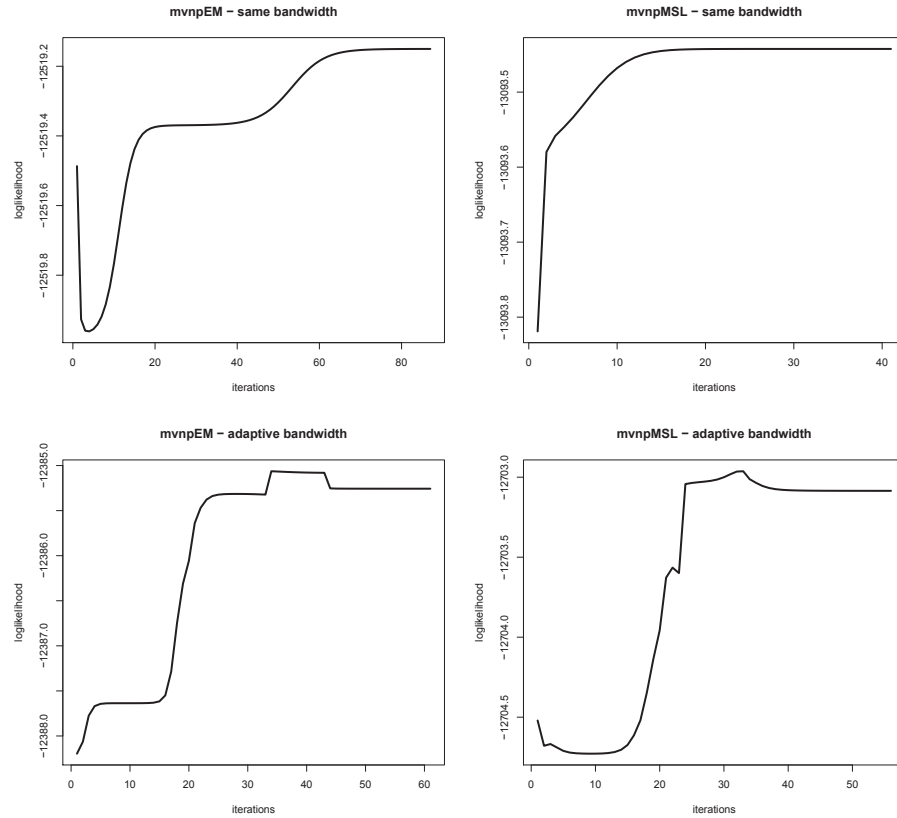 mvnpEM − same bandwidth
loglikelihood
−12519.2
−12519.4
−12519.6
−12519.8
0 20 40 60 80
iterations
mvnpMSL − same bandwidth
loglikelihood
−13093.5
−13093.6
−13093.7
−13093.8
0 10 20 30 40
iterations
mvnpEM − adaptive bandwidth
loglikelihood
−12385.0
−12386.0
−12387.0
−12388.0
0 10 20 30 40 50 60
iterations
mvnpMSL − adaptive bandwidth
loglikelihood
−12703.0
−12703.5
−12704.0
−12704.5
0 10 20 30 40 50
iterations